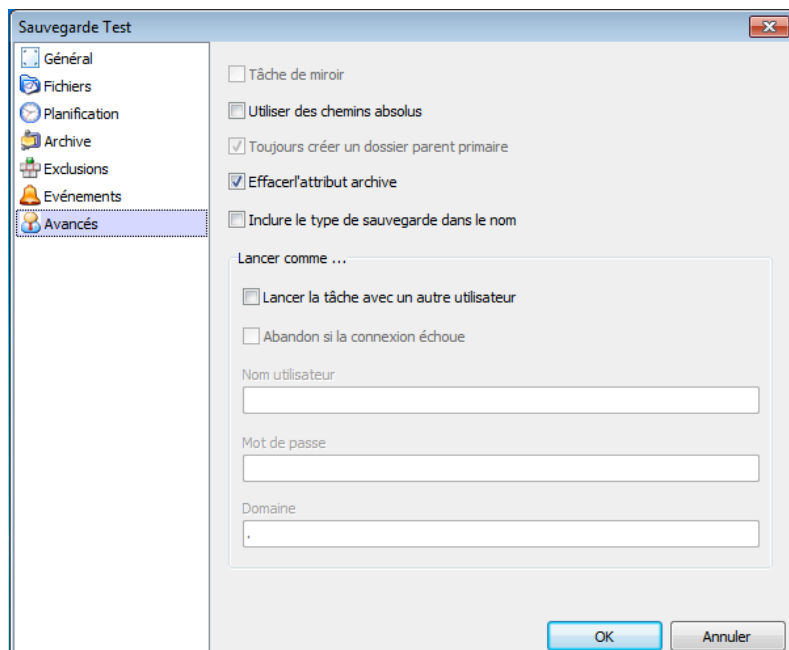 Sauvegarde Test
Général
Fichiers
Planification
Archive
Exclusions
Evénements
Avancés
Tâche de miroir
Utiliser des chemins absolus
Toujours créer un dossier parent primaire
Effacerl'attribut archive
Inclure le type de sauvegarde dans le nom
Lancer comme ...
Lancer la tâche avec un autre utilisateur
Abandon si la connexion échoue
Nom utilisateur
Mot de passe
Domaine
.
OK
Annuler